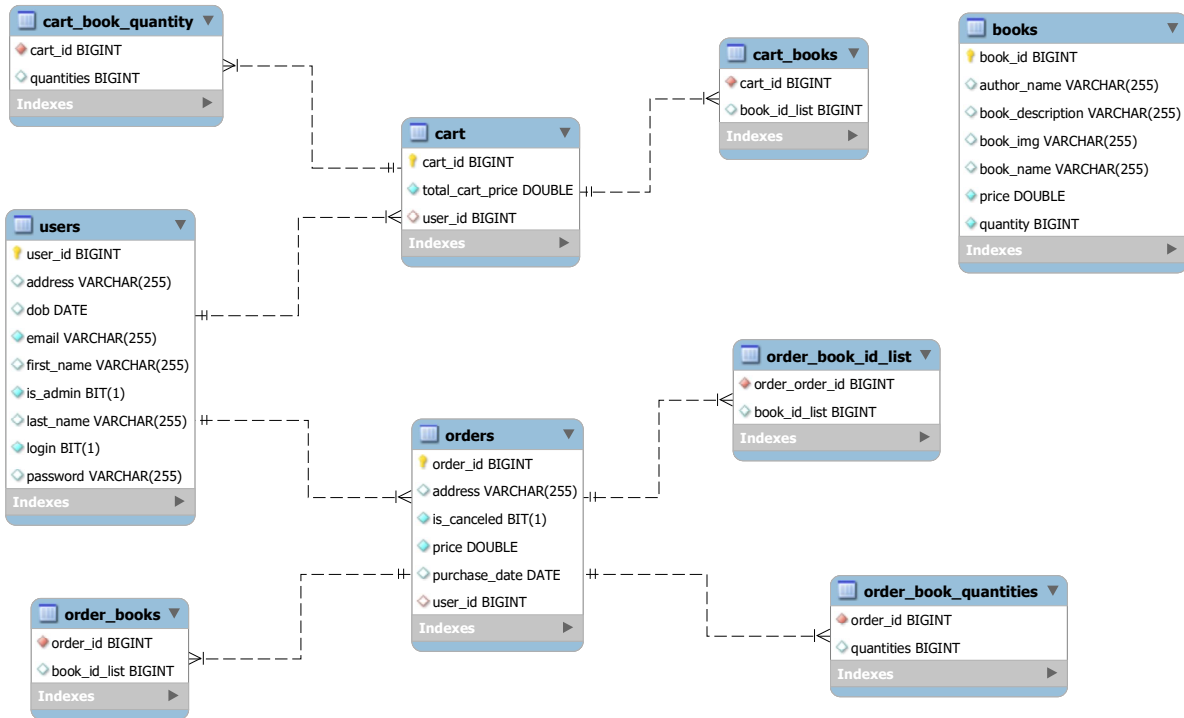 cart_book_quantity
cart_id BIGINT
quantities BIGINT
Indexes
cart_books
cart_id BIGINT
book_id_list BIGINT
Indexes
books
book_id BIGINT
author_name VARCHAR(255)
book_description VARCHAR(255)
book_img VARCHAR(255)
book_name VARCHAR(255)
price DOUBLE
quantity BIGINT
Indexes
cart
cart_id BIGINT
total_cart_price DOUBLE
user_id BIGINT
Indexes
users
user_id BIGINT
address VARCHAR(255)
dob DATE
email VARCHAR(255)
first_name VARCHAR(255)
is_admin BIT(1)
last_name VARCHAR(255)
login BIT(1)
password VARCHAR(255)
Indexes
order_book_id_list
order_order_id BIGINT
book_id_list BIGINT
Indexes
orders
order_id BIGINT
address VARCHAR(255)
is_canceled BIT(1)
price DOUBLE
purchase_date DATE
user_id BIGINT
Indexes
order_books
order_id BIGINT
book_id_list BIGINT
Indexes
order_book_quantities
order_id BIGINT
quantities BIGINT
Indexes